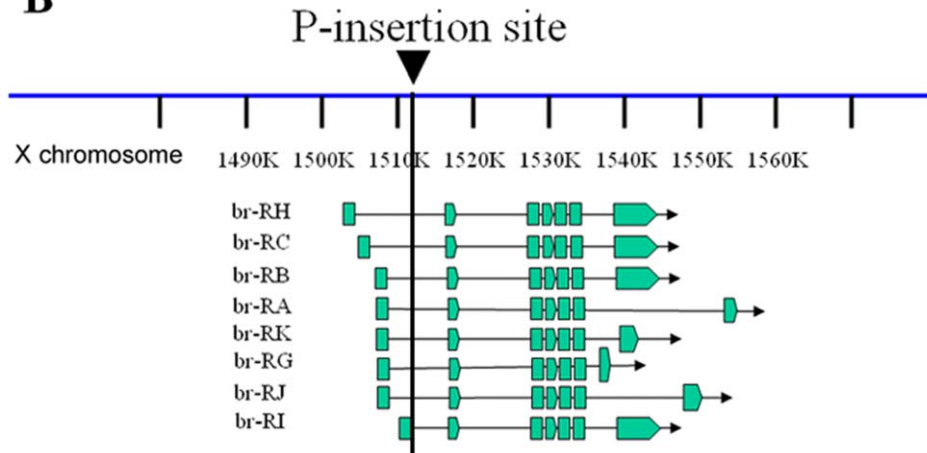 B
P-insertion site
X chromosome 1490K 1500K 1510K 1520K 1530K 1540K 1550K 1560K
br-RH
br-RC
br-RB
br-RA
br-RK
br-RG
br-RJ
br-RI